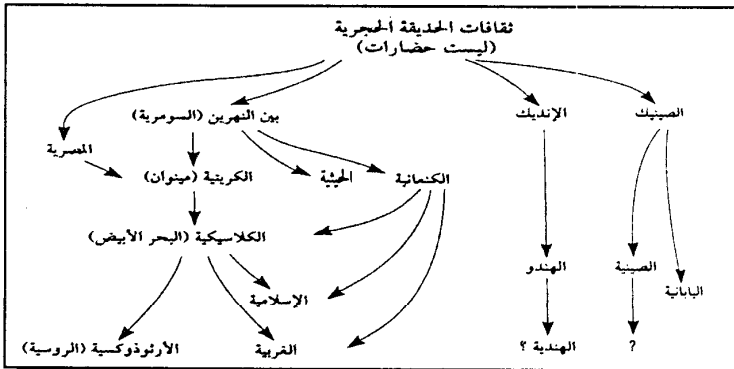 ثقافات الحديقة الحجرية
(ليست حضارات)
الصينيك
الإنديك
بين النهرين (السومرية)
المصرية
الكنعانية
الحيثية
الكريتية (مينوان)
الكلاسيكية (البحر الأبيض)
الهندو
الصينية
اليابانية
الإسلامية
?
الهندية ؟
الغربية
الأرثوذوكسية (الروسية)